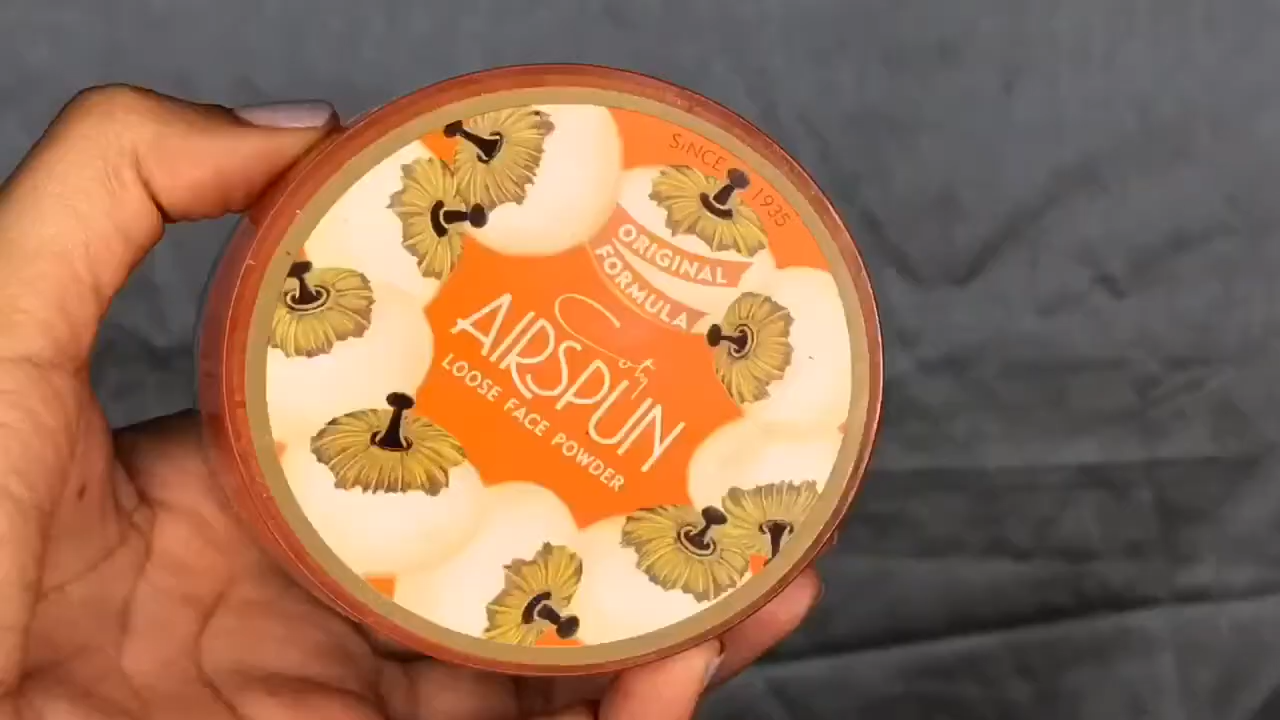 SINCE 1935
ORIGINAL
FORMULA
Coty
AIRSPUN
LOOSE FACE POWDER